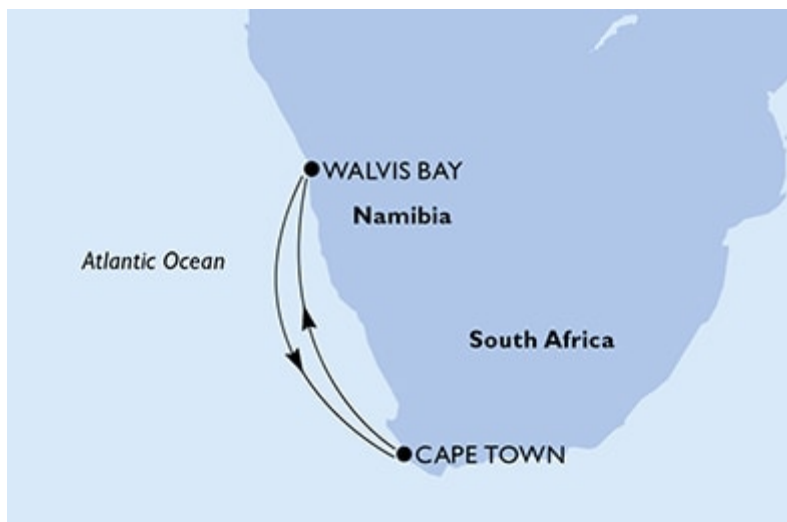 WALVIS BAY
Namibia
Atlantic Ocean
South Africa
CAPE TOWN